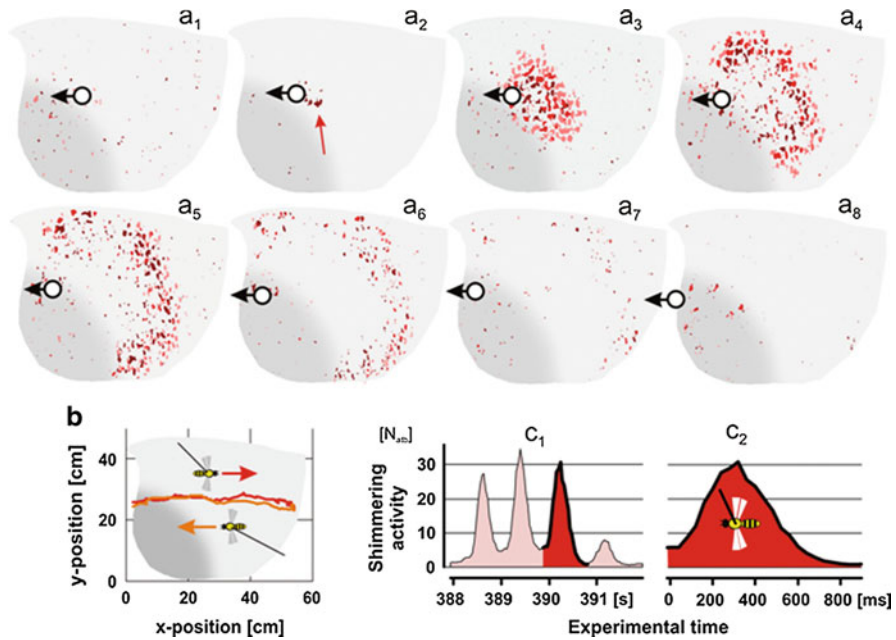 a1 a2 a3 a4
a5 a6 a7 a8
b
y-position [cm]
40
20
0
0 20 40 60
x-position [cm]
[Natb] C1 C2
Shimmering
activity
30
20
10
0
388 389 390 391 [s] 0 200 400 600 800 [ms]
Experimental time